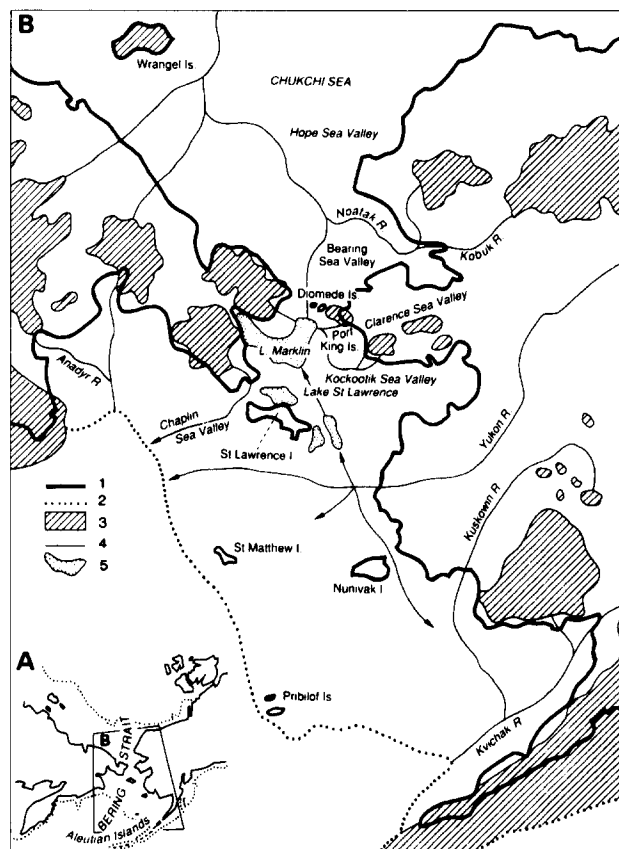 B
Wrangel Is.
CHUKCHI SEA
Hope Sea Valley
Noatak R
Kobuk R
Bearing
Sea Valley
Diomede Is.
Clarence Sea Valley
Port
King Is.
L. Marklin
Kockootik Sea Valley
Lake St Lawrence
Anadyr R
Chaplin
Sea Valley
St Lawrence I.
Yukon R
Kuskowin R
1
2
3
4
5
St Matthew I.
Nunivak I
Pribilof Is
Kvichak R
A
B
BERING STRAIT
Aleutian Islands